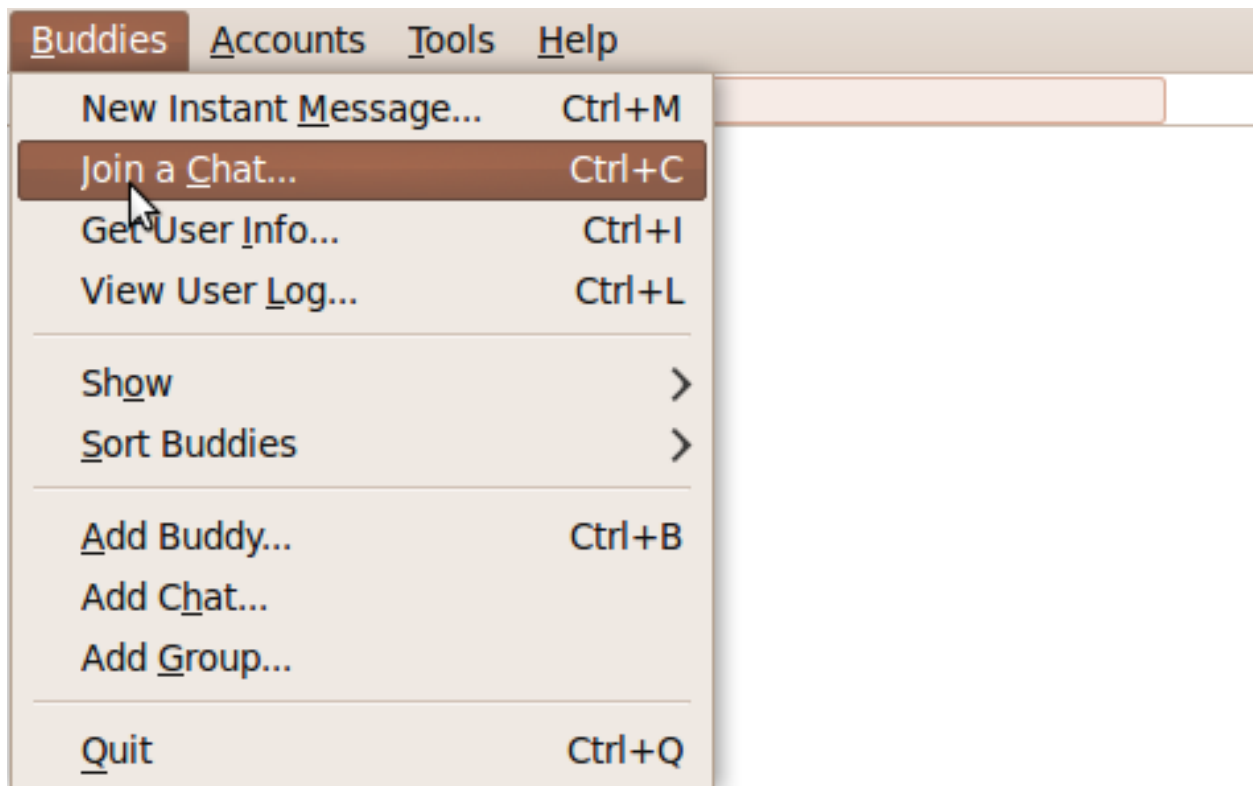 Buddies Accounts Tools Help
New Instant Message... Ctrl+M
Join a Chat... Ctrl+C
Get User Info... Ctrl+I
View User Log... Ctrl+L
Show
Sort Buddies
Add Buddy... Ctrl+B
Add Chat...
Add Group...
Quit Ctrl+Q